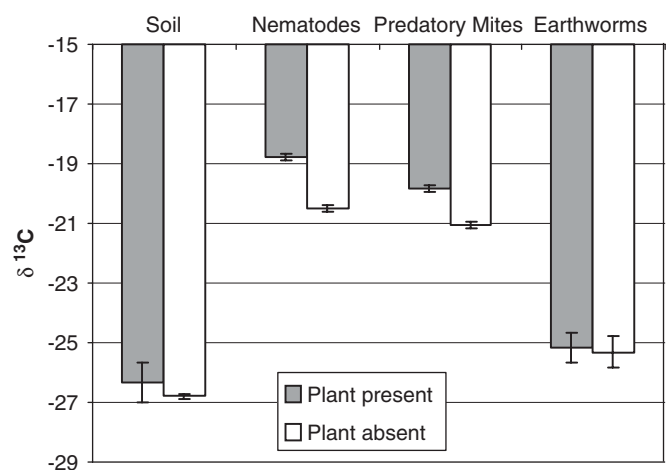 Soil Nematodes Predatory Mites Earthworms
-15
-17
-19
-21
-23
-25
-27
-29
δ ¹³C
Plant present
Plant absent